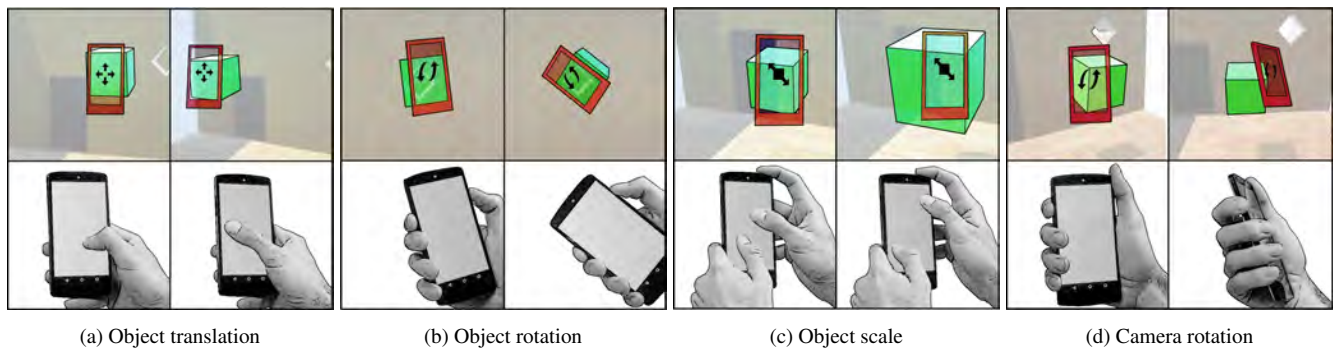 (a) Object translation
(b) Object rotation
(c) Object scale
(d) Camera rotation